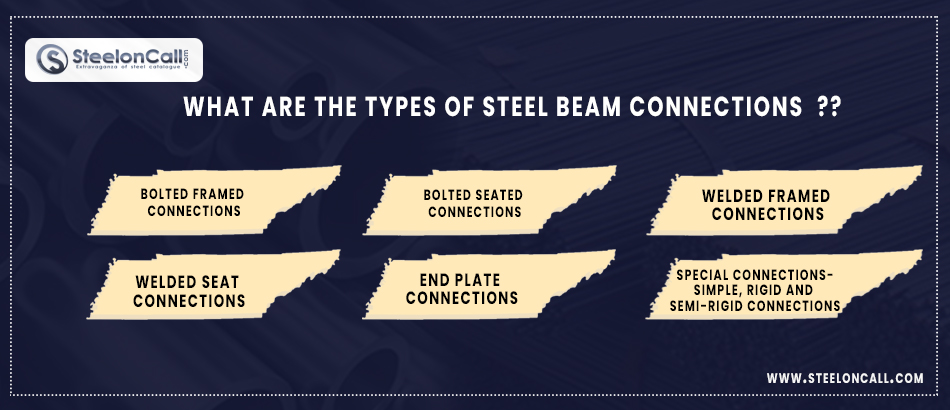 SteelonCall
.com
Extravaganza of steel catalogue
WHAT ARE THE TYPES OF STEEL BEAM CONNECTIONS ??
BOLTED FRAMED
CONNECTIONS
BOLTED SEATED
CONNECTIONS
WELDED FRAMED
CONNECTIONS
WELDED SEAT
CONNECTIONS
END PLATE
CONNECTIONS
SPECIAL CONNECTIONS-
SIMPLE, RIGID AND
SEMI-RIGID CONNECTIONS
WWW.STEELONCALL.COM